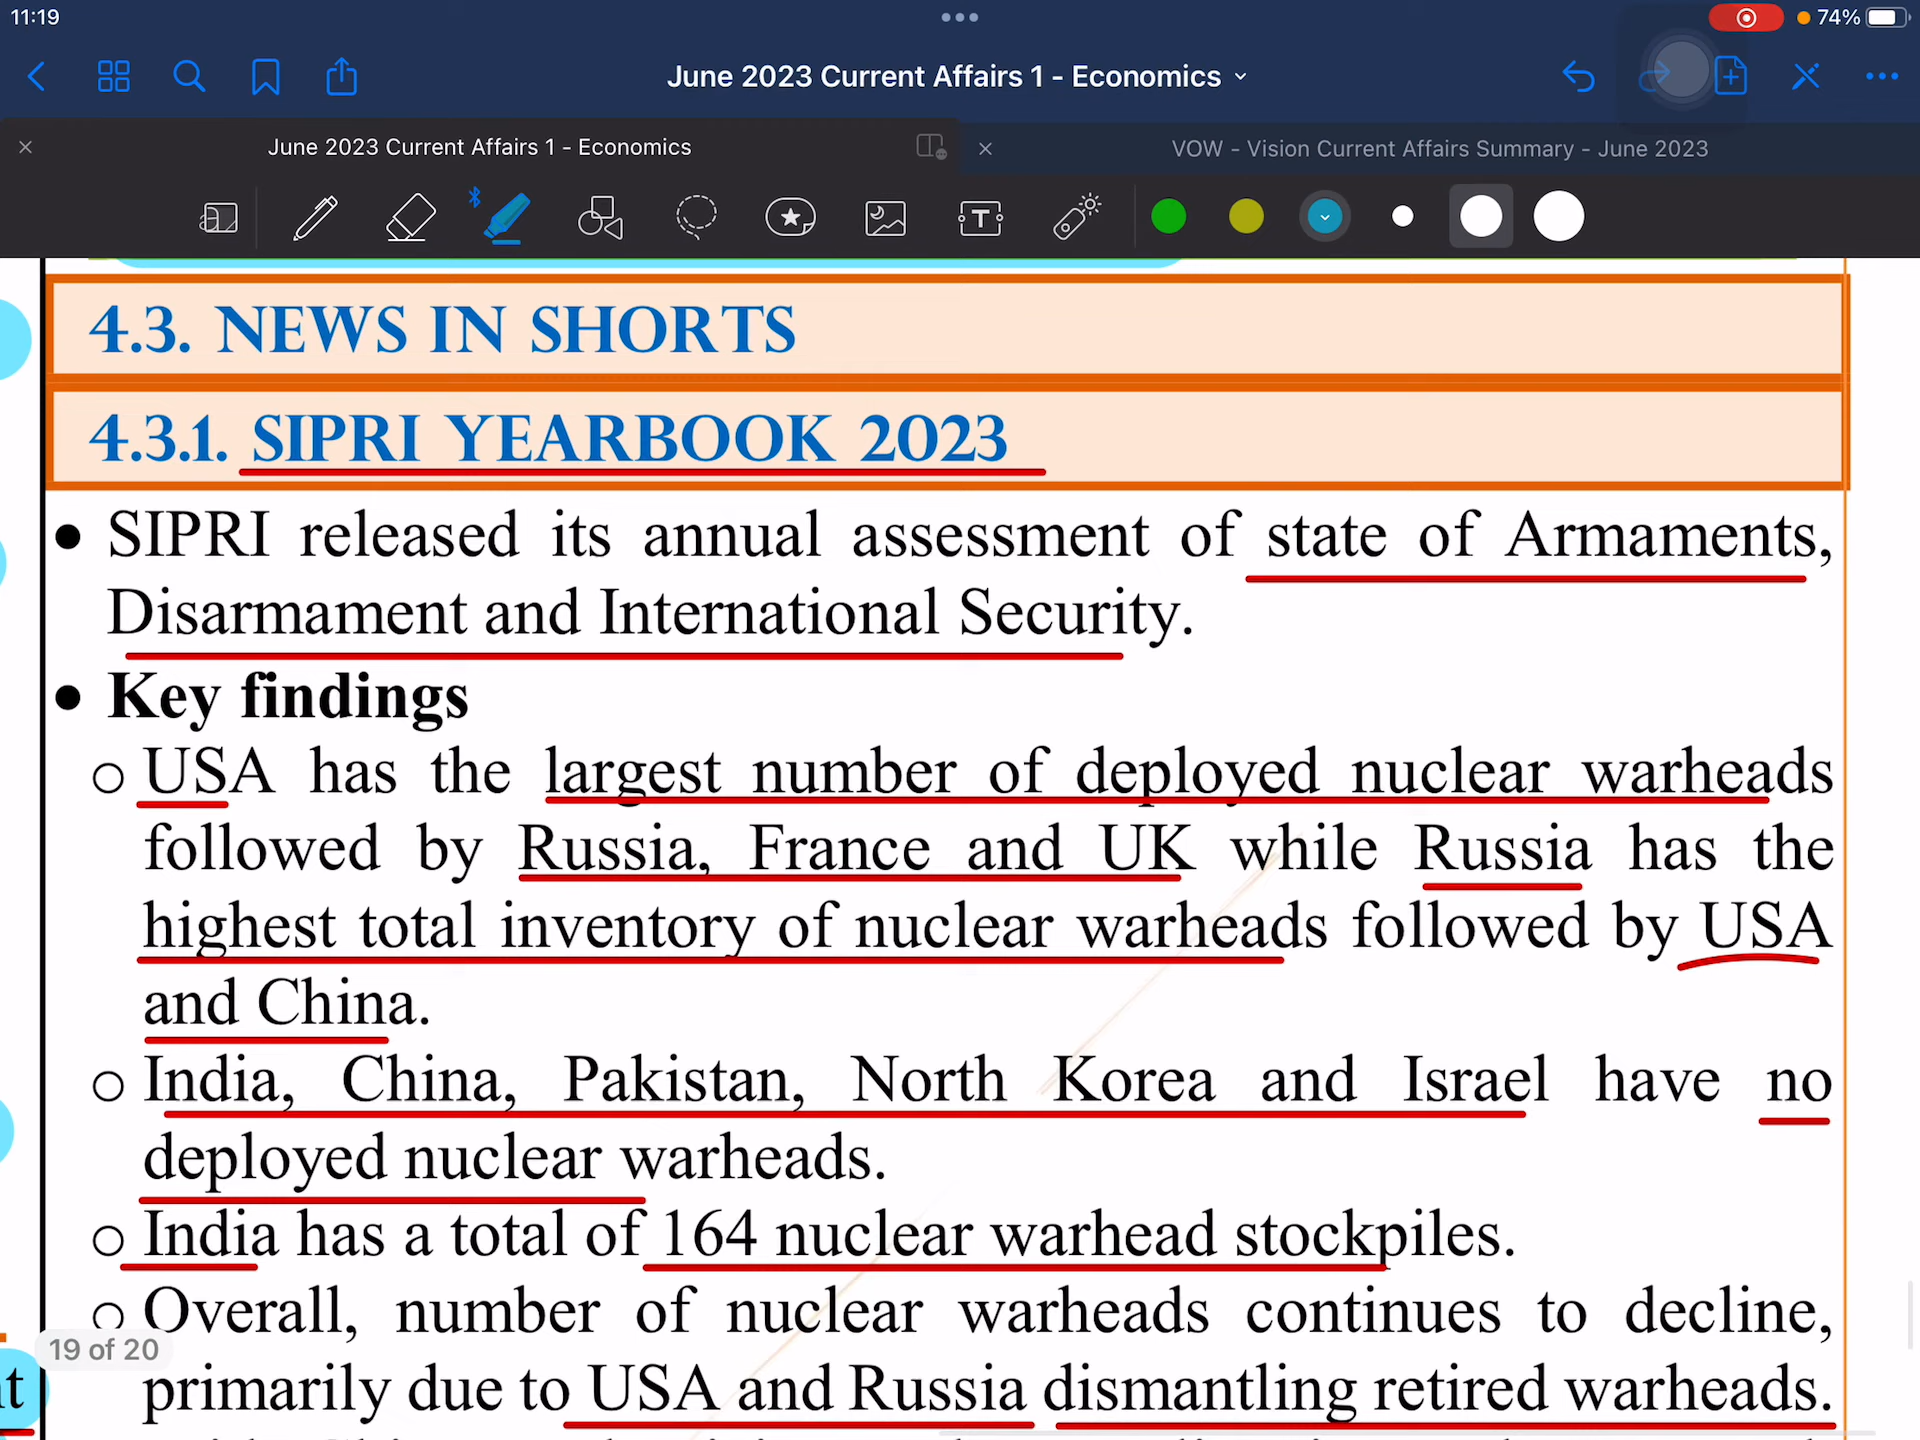 11:19
74%
June 2023 Current Affairs 1 - Economics
June 2023 Current Affairs 1 - Economics
VOW - Vision Current Affairs Summary - June 2023
4.3. NEWS IN SHORTS
4.3.1. SIPRI YEARBOOK 2023
• SIPRI released its annual assessment of state of Armaments,
Disarmament and International Security.
• Key findings
o USA has the largest number of deployed nuclear warheads
followed by Russia, France and UK while Russia has the
highest total inventory of nuclear warheads followed by USA
and China.
o India, China, Pakistan, North Korea and Israel have no
deployed nuclear warheads.
o India has a total of 164 nuclear warhead stockpiles.
o Overall, number of nuclear warheads continues to decline,
19 of 20
primarily due to USA and Russia dismantling retired warheads.